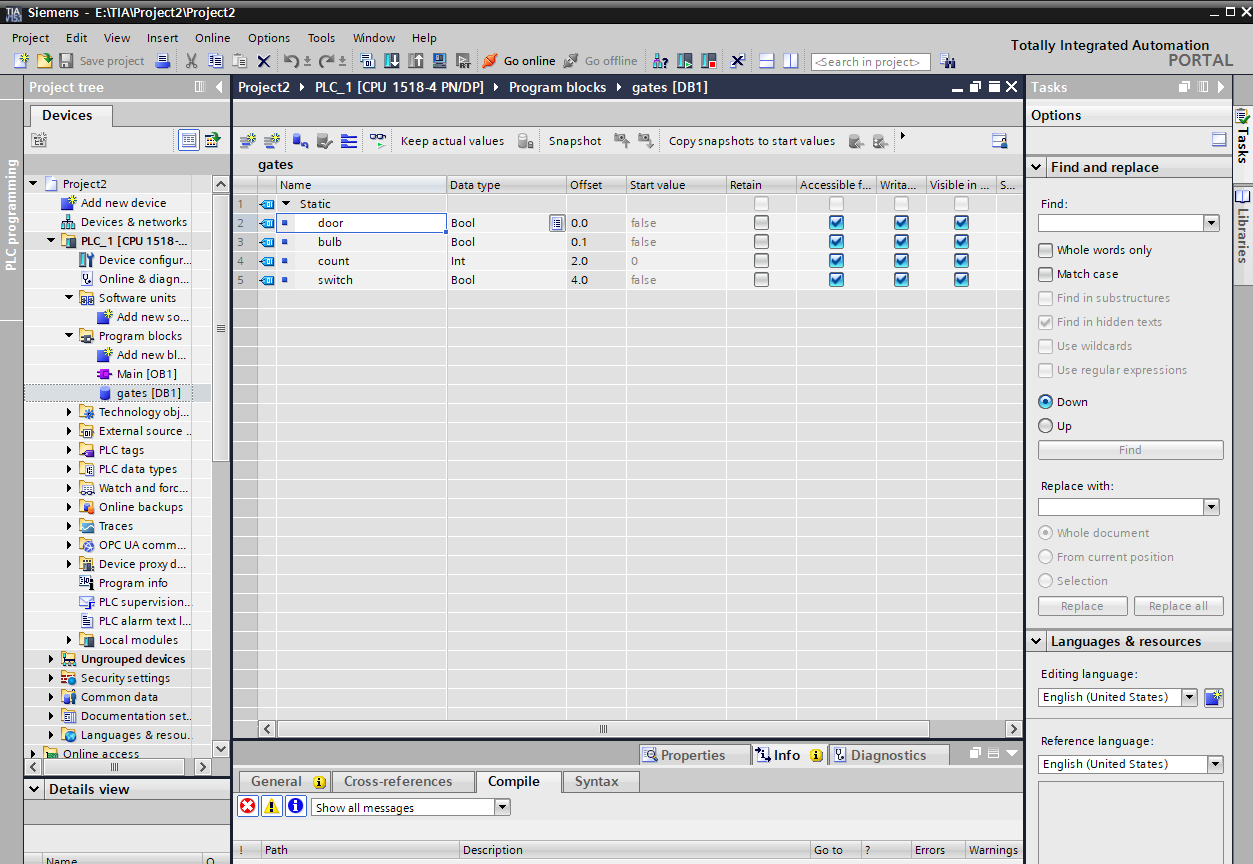 Siemens - E:\TIA\Project2\Project2
Project Edit View Insert Online Options Tools Window Help
Save project Go online Go offline <Search in project>
Totally Integrated Automation
PORTAL
Project tree
Project2 PLC_1 [CPU 1518-4 PN/DP] Program blocks gates [DB1]
Tasks
Devices
Options
Keep actual values Snapshot Copy snapshots to start values
gates
PLC programming
Tasks
Libraries
Project2
Add new device
Devices & networks
PLC_1 [CPU 1518-...
Device configur...
Online & diagn...
Software units
Add new so...
Program blocks
Add new bl...
Main [OB1]
gates [DB1]
Technology obj...
External source ..
PLC tags
PLC data types
Watch and forc...
Online backups
Traces
OPC UA comm...
Device proxy d...
Program info
PLC supervision..
PLC alarm text l...
Local modules
Ungrouped devices
Security settings
Common data
Documentation set..
Languages & resou.
Online access
Details view
Name
Name Data type Offset Start value Retain Accessible f... Writa... Visible in ... S...
1 Static
2 door Bool 0.0 false
3 bulb Bool 0.1 false
4 count Int 2.0 0
5 switch Bool 4.0 false
Properties Info Diagnostics
General Cross-references Compile Syntax
Show all messages
! Path Description Go to ? Errors Warnings
Find and replace
Find:
Whole words only
Match case
Find in substructures
Find in hidden texts
Use wildcards
Use regular expressions
Down
Up
Find
Replace with:
Whole document
From current position
Selection
Replace Replace all
Languages & resources
Editing language:
English (United States)
Reference language:
English (United States)